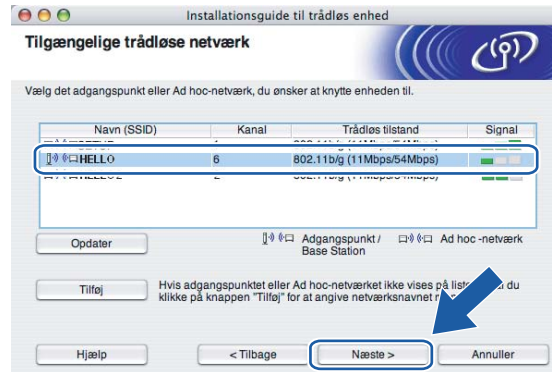 Installationsguide til trådløs enhed
Tilgængelige trådløse netværk
Vælg det adgangspunkt eller Ad hoc-netværk, du ønsker at knytte enheden til.
Navn (SSID) Kanal Trådløs tilstand Signal
HELLO 6 802.11b/g (11Mbps/54Mbps)
Opdater
Adgangspunkt / Base Station
Ad hoc -netværk
Tilføj
Hvis adgangspunktet eller Ad hoc-netværket ikke vises på du
klikke på knappen "Tilføj" for at angive netværksnavnet
Hjælp
< Tilbage
Næste >
Annuller